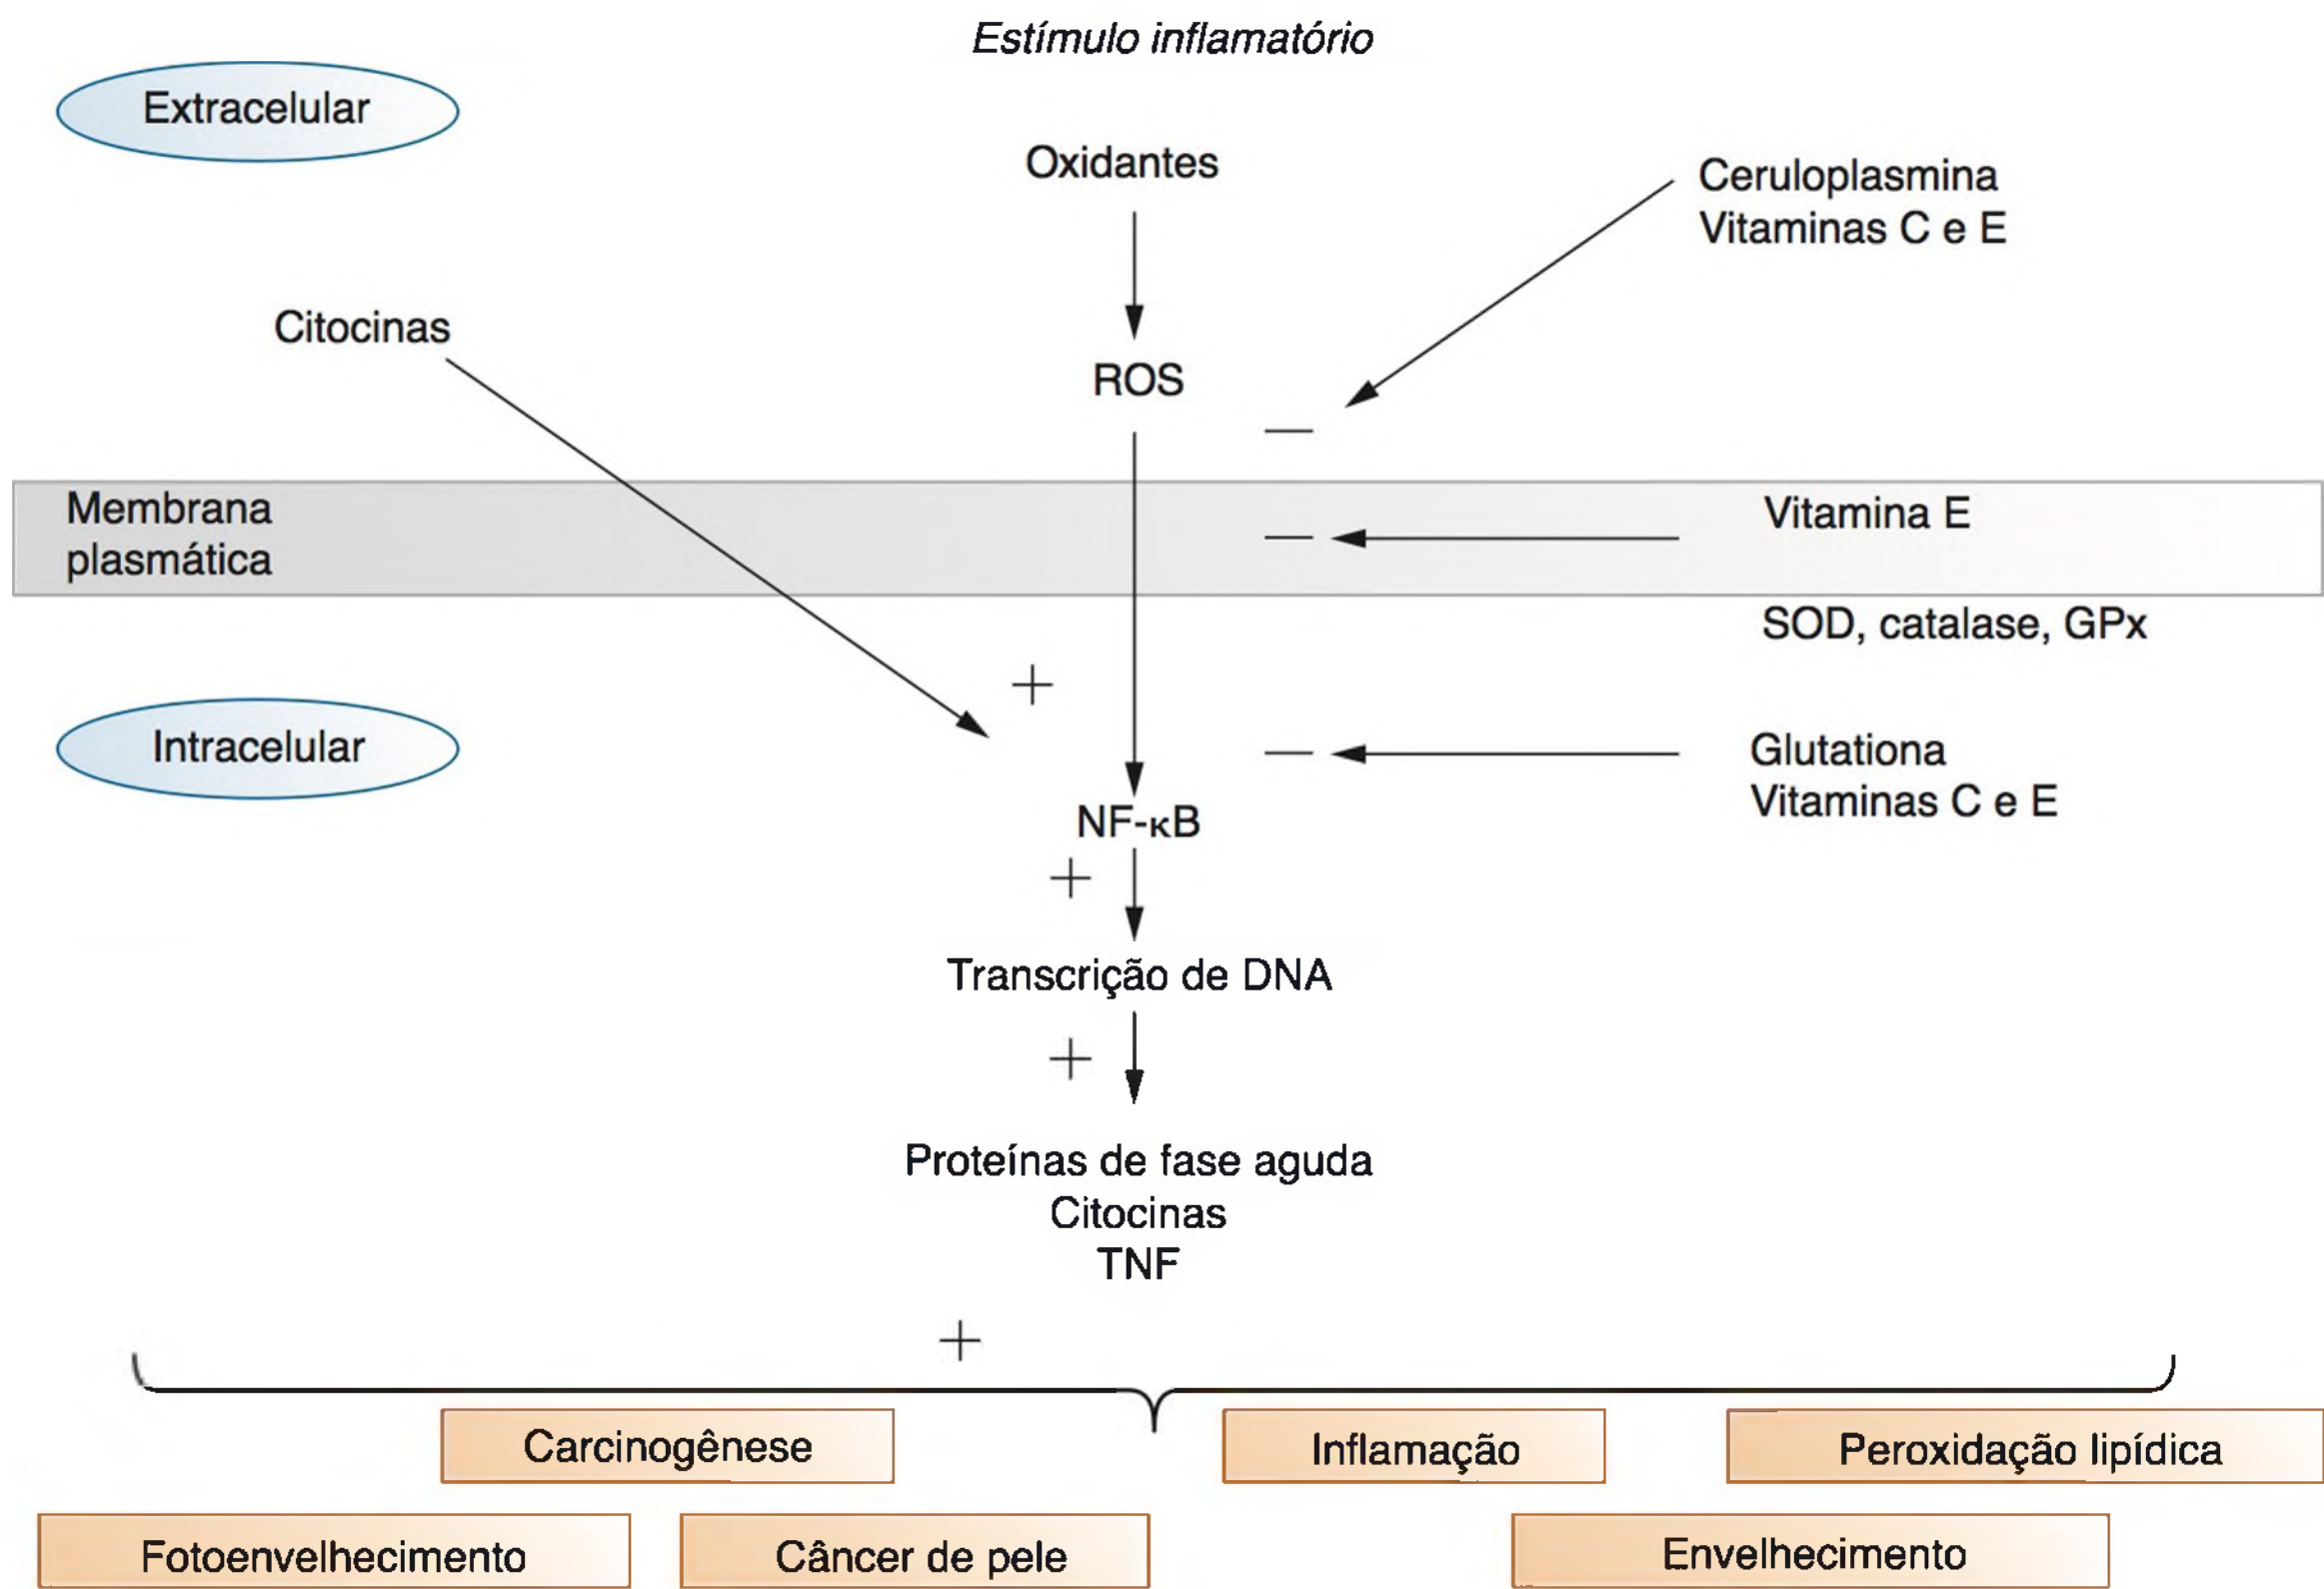 Estímulo inflamatório
Extracelular
Oxidantes
Ceruloplasmina
Vitaminas C e E
Citocinas
ROS
—
Membrana
plasmática
Vitamina E
—
SOD, catalase, GPx
+
Intracelular
—
Glutationa
Vitaminas C e E
NF-κB
+
Transcrição de DNA
+
Proteínas de fase aguda
Citocinas
TNF
+
Carcinogênese
Inflamação
Peroxidação lipídica
Fotoenvelhecimento
Câncer de pele
Envelhecimento